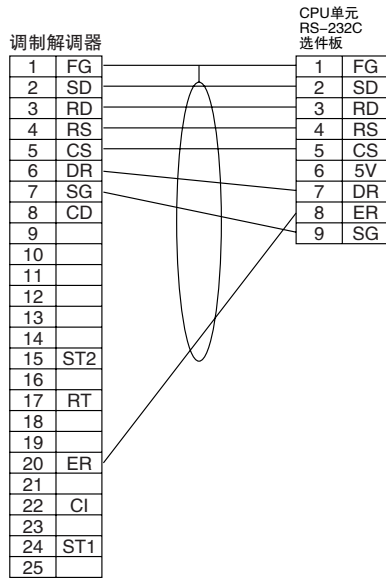 CPU单元
RS-232C
选件板
调制解调器
1 FG
2 SD
3 RD
4 RS
5 CS
6 DR
7 SG
8 CD
9
10
11
12
13
14
15 ST2
16
17 RT
18
19
20 ER
21
22 CI
23
24 ST1
25
1 FG
2 SD
3 RD
4 RS
5 CS
6 5V
7 DR
8 ER
9 SG